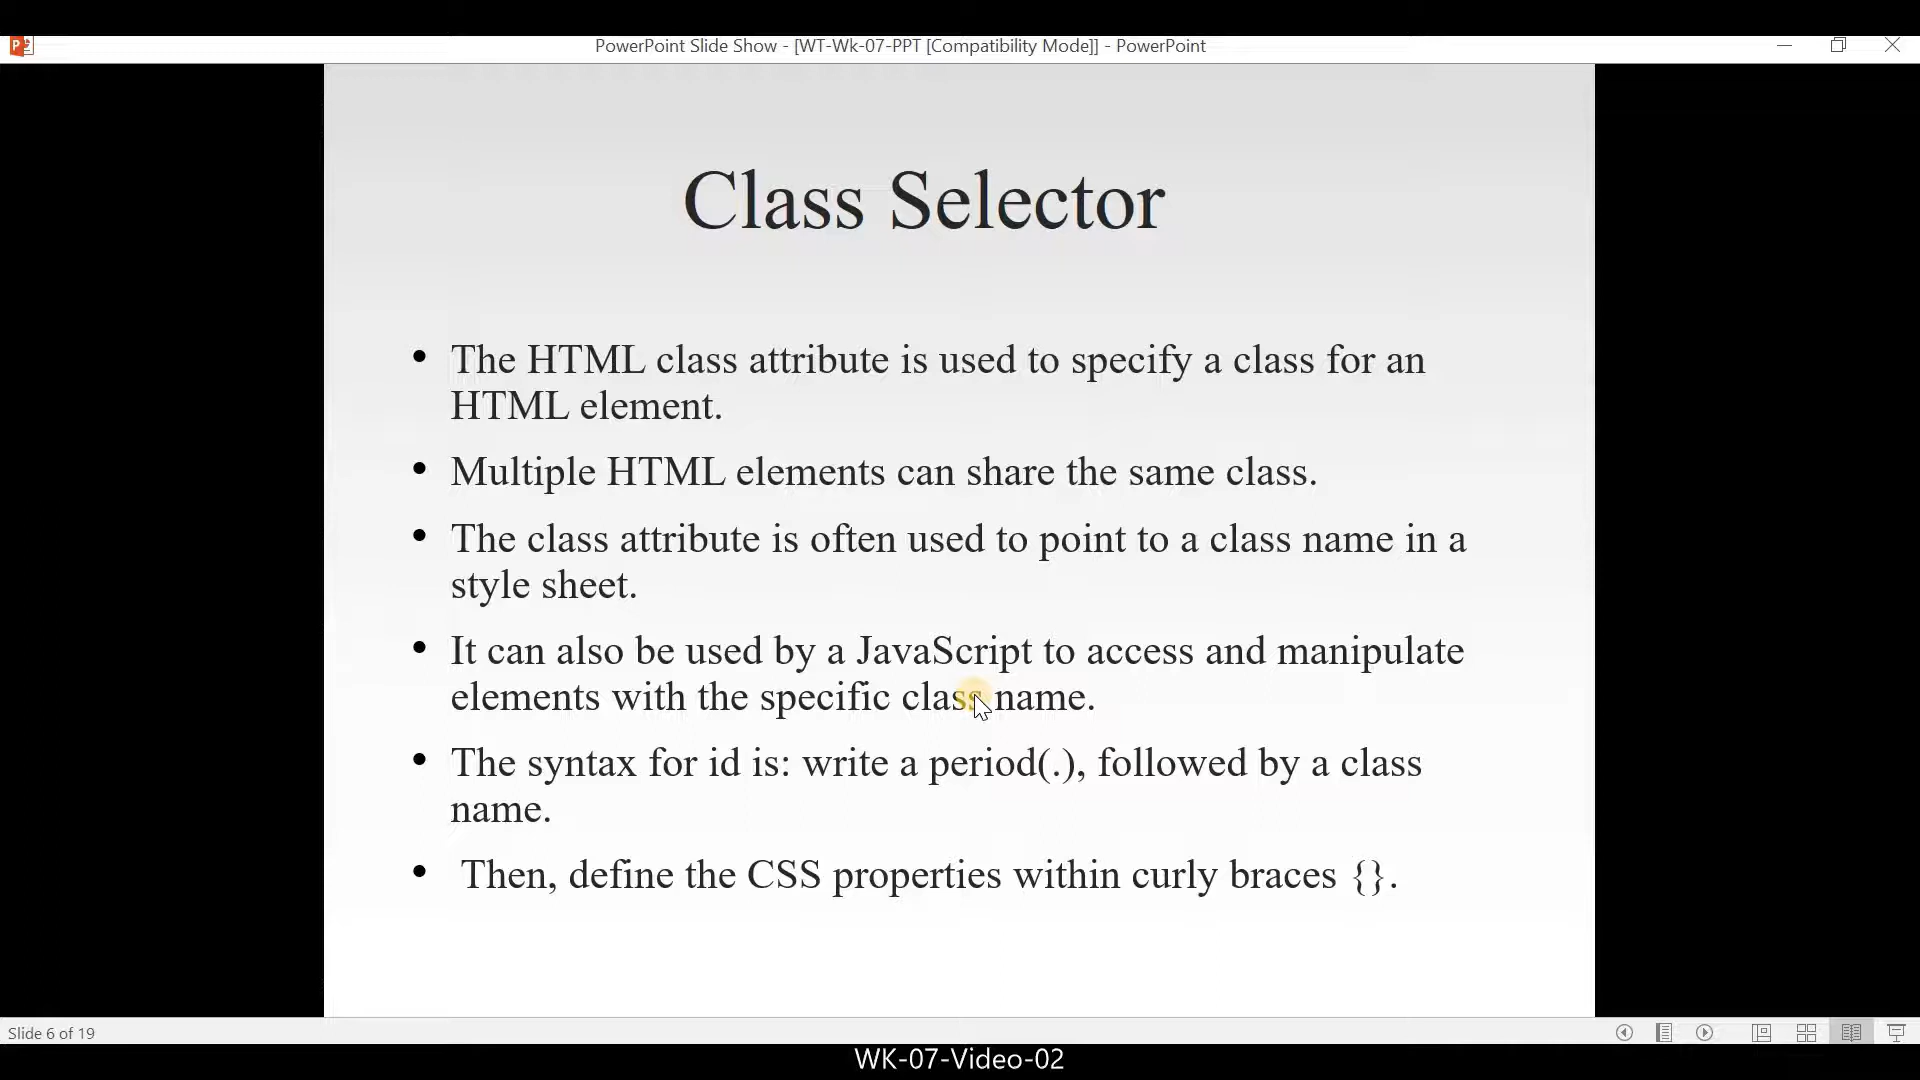 PowerPoint Slide Show - [WT-Wk-07-PPT [Compatibility Mode]] - PowerPoint
Class Selector
• The HTML class attribute is used to specify a class for an
HTML element.
• Multiple HTML elements can share the same class.
• The class attribute is often used to point to a class name in a
style sheet.
• It can also be used by a JavaScript to access and manipulate
elements with the specific class name.
• The syntax for id is: write a period(.), followed by a class
name.
• Then, define the CSS properties within curly braces {}.
Slide 6 of 19
WK-07-Video-02